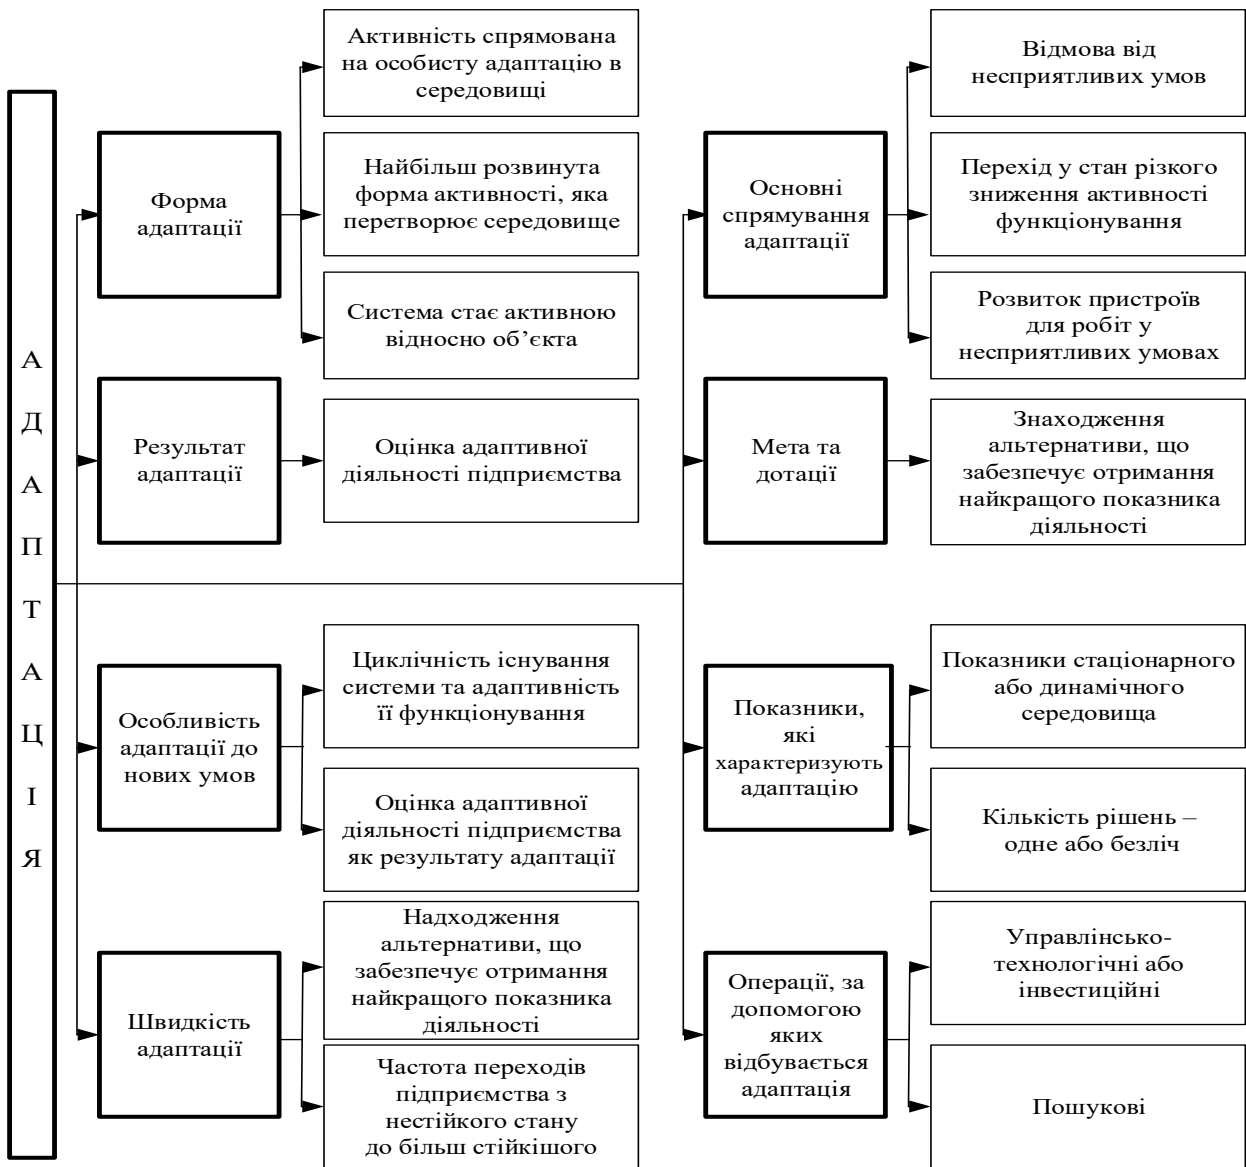 А
Д
А
П
Т
А
Ц
І
Я
Форма
адаптації
Активність спрямована
на особисту адаптацію в
середовищі
Найбільш розвинута
форма активності, яка
перетворює середовище
Система стає активною
відносно об’єкта
Результат
адаптації
Оцінка адаптивної
діяльності підприємства
Особливість
адаптації до
нових умов
Циклічність існування
системи та адаптивність
її функціонування
Оцінка адаптивної
діяльності підприємства
як результату адаптації
Швидкість
адаптації
Надходження
альтернативи, що
забезпечує отримання
найкращого показника
діяльності
Частота переходів
підприємства з
нестійкого стану
до більш стійкішого
Основні
спрямування
адаптації
Відмова від
несприятливих умов
Перехід у стан різкого
зниження активності
функціонування
Розвиток пристроїв
для робіт у
несприятливих умовах
Мета та
дотації
Знаходження
альтернативи, що
забезпечує отримання
найкращого показника
діяльності
Показники,
які
характеризують
адаптацію
Показники стаціонарного
або динамічного
середовища
Кількість рішень –
одне або безліч
Операції, за
допомогою
яких
відбувається
адаптація
Управлінсько-
технологічні або
інвестиційні
Пошукові